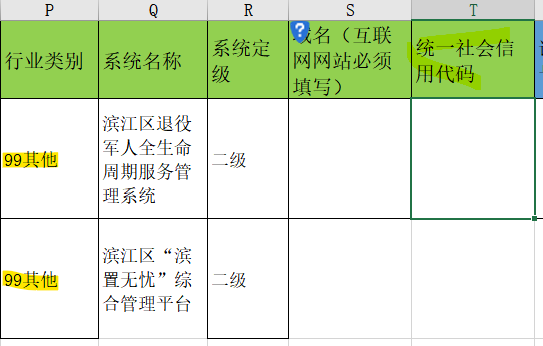 P Q R S T
行业类别 系统名称 系统定级 域名（互联网网站必须填写） 统一社会信用代码
99其他 滨江区退役军人全生命周期服务管理系统 二级
99其他 滨江区“滨置无忧”综合管理平台 二级